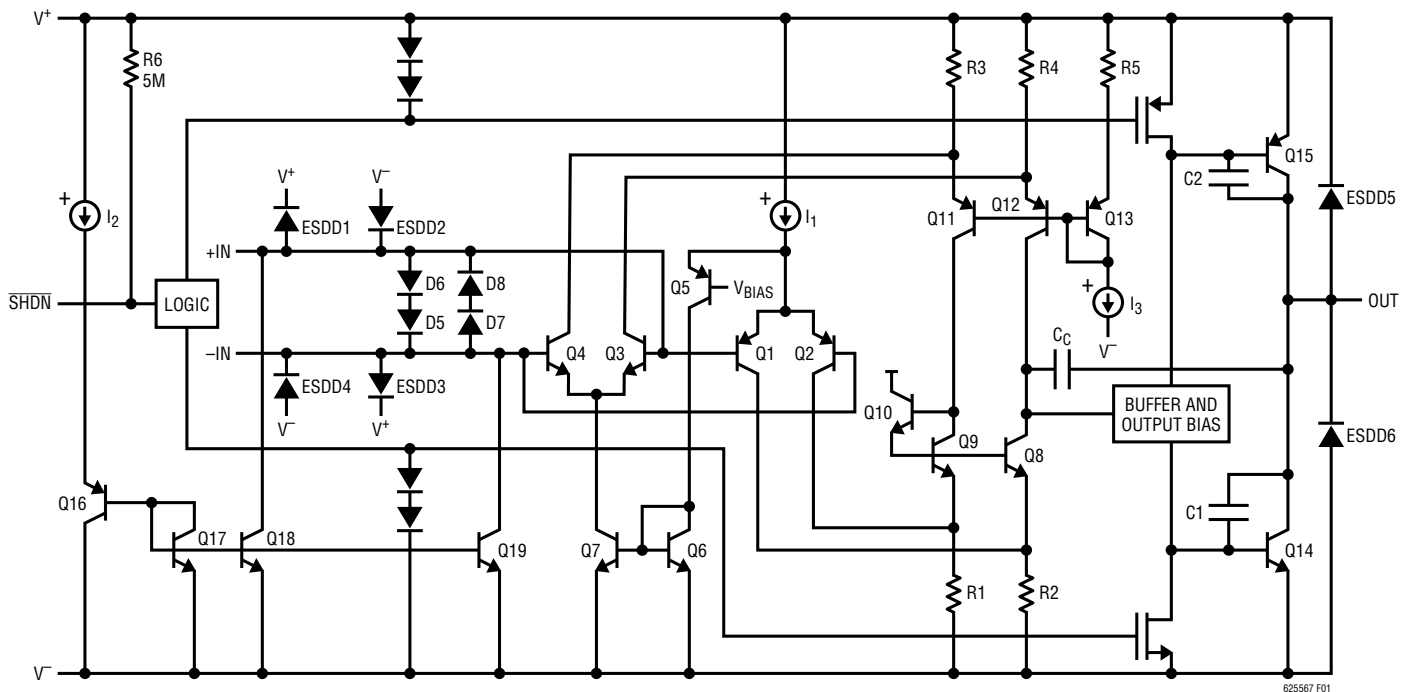 V+
R6
5M
R3
R4
R5
+
I2
V+
V−
ESDD1
ESDD2
+IN
D6
D8
D5
D7
SHDN
LOGIC
−IN
ESDD4
ESDD3
V−
V+
Q5
VBIAS
+
I1
Q4
Q3
Q1
Q2
Q11
Q12
Q13
+
I3
V−
CC
C2
Q15
ESDD5
OUT
BUFFER AND
OUTPUT BIAS
ESDD6
Q10
Q9
Q8
Q16
Q17
Q18
Q19
Q7
Q6
C1
Q14
R1
R2
V−
625567 F01